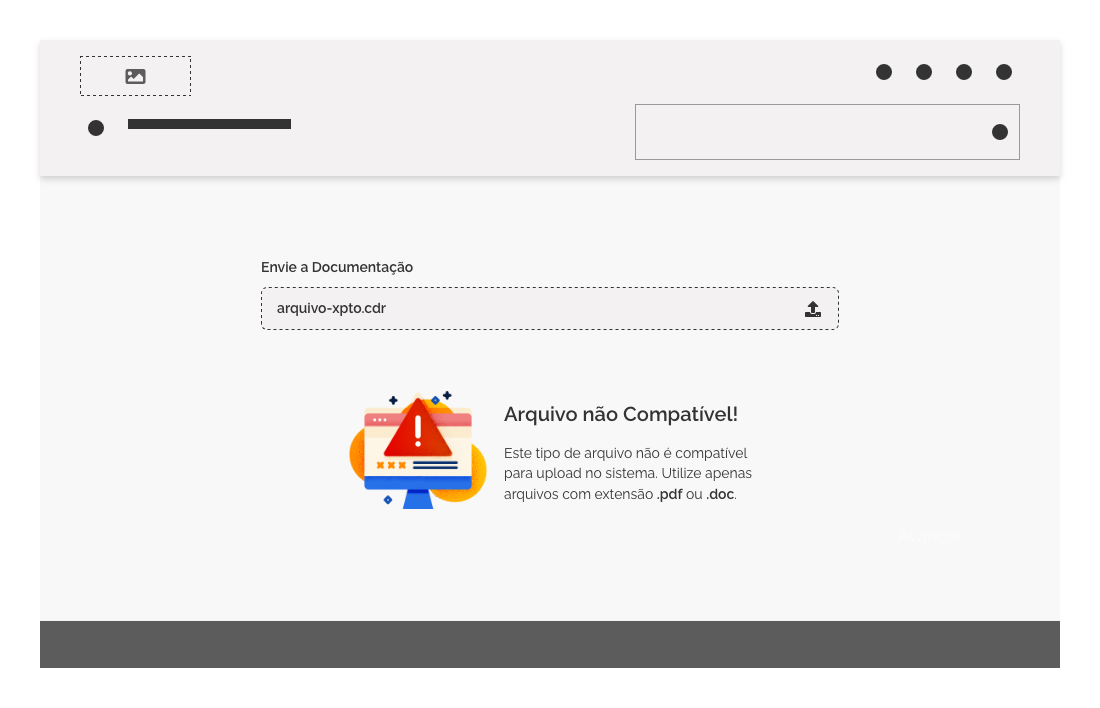 Envie a Documentação
arquivo-xpto.cdr
Arquivo não Compatível!
Este tipo de arquivo não é compatível
para upload no sistema. Utilize apenas
arquivos com extensão .pdf ou .doc.